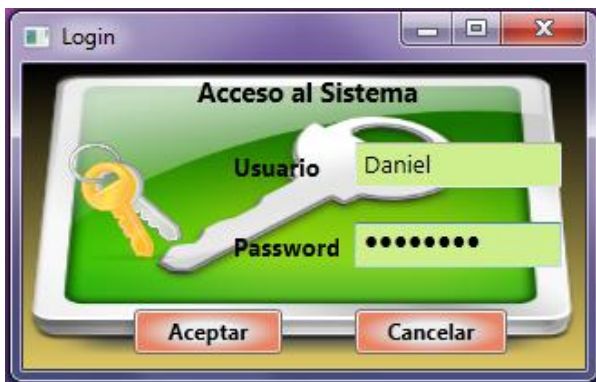 Login
Acceso al Sistema
Usuario Daniel
Password ●●●●●●●●
Aceptar Cancelar